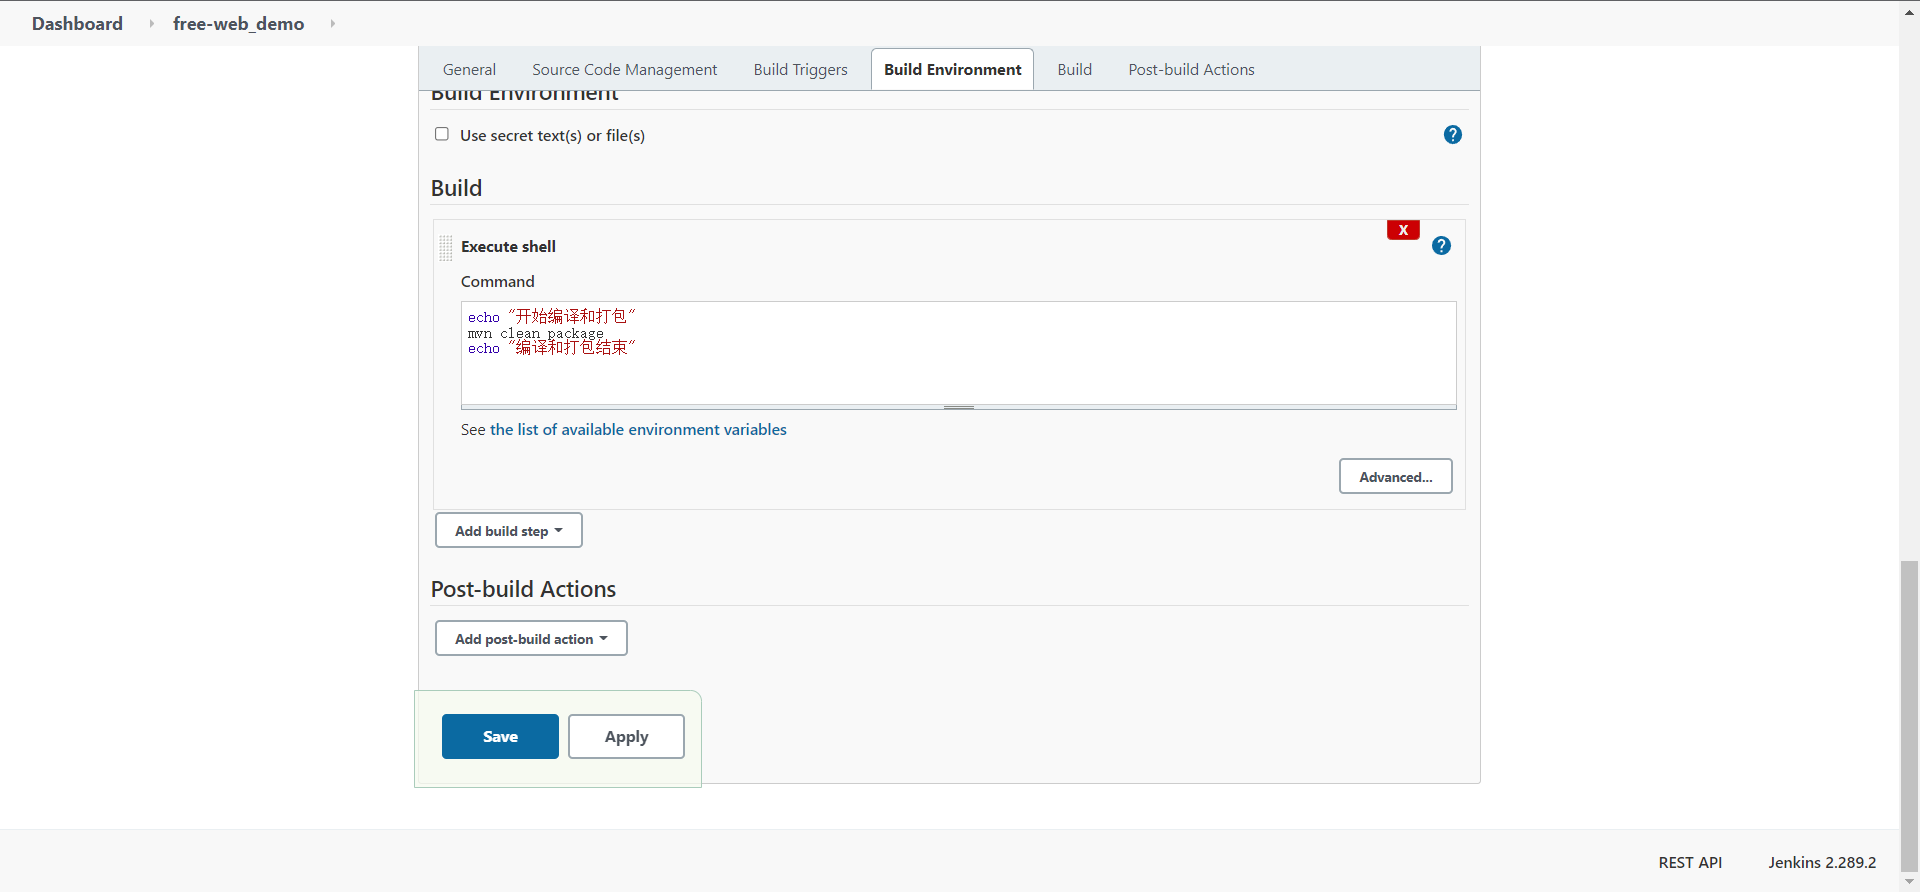 Dashboard free-web_demo
General Source Code Management Build Triggers Build Environment Build Post-build Actions
Build Environment
Use secret text(s) or file(s) ?
Build
X
Execute shell ?
Command
echo "开始编译和打包"
mvn clean package
echo "编译和打包结束"
See the list of available environment variables
Advanced...
Add build step
Post-build Actions
Add post-build action
Save Apply
REST API Jenkins 2.289.2